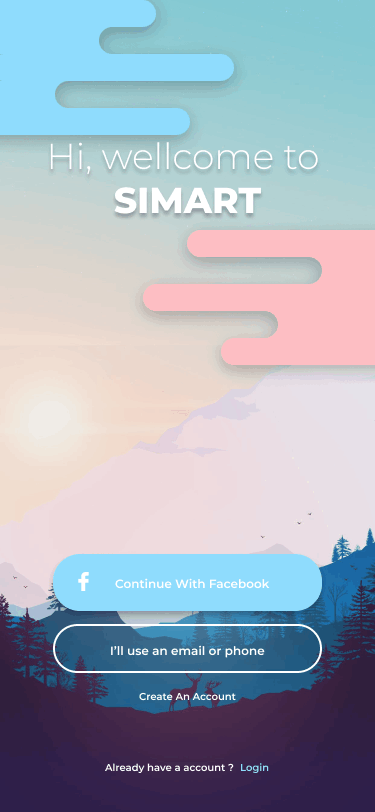 Hi, wellcome to
SIMART
Continue With Facebook
I'll use an email or phone
Create An Account
Already have a account ? Login